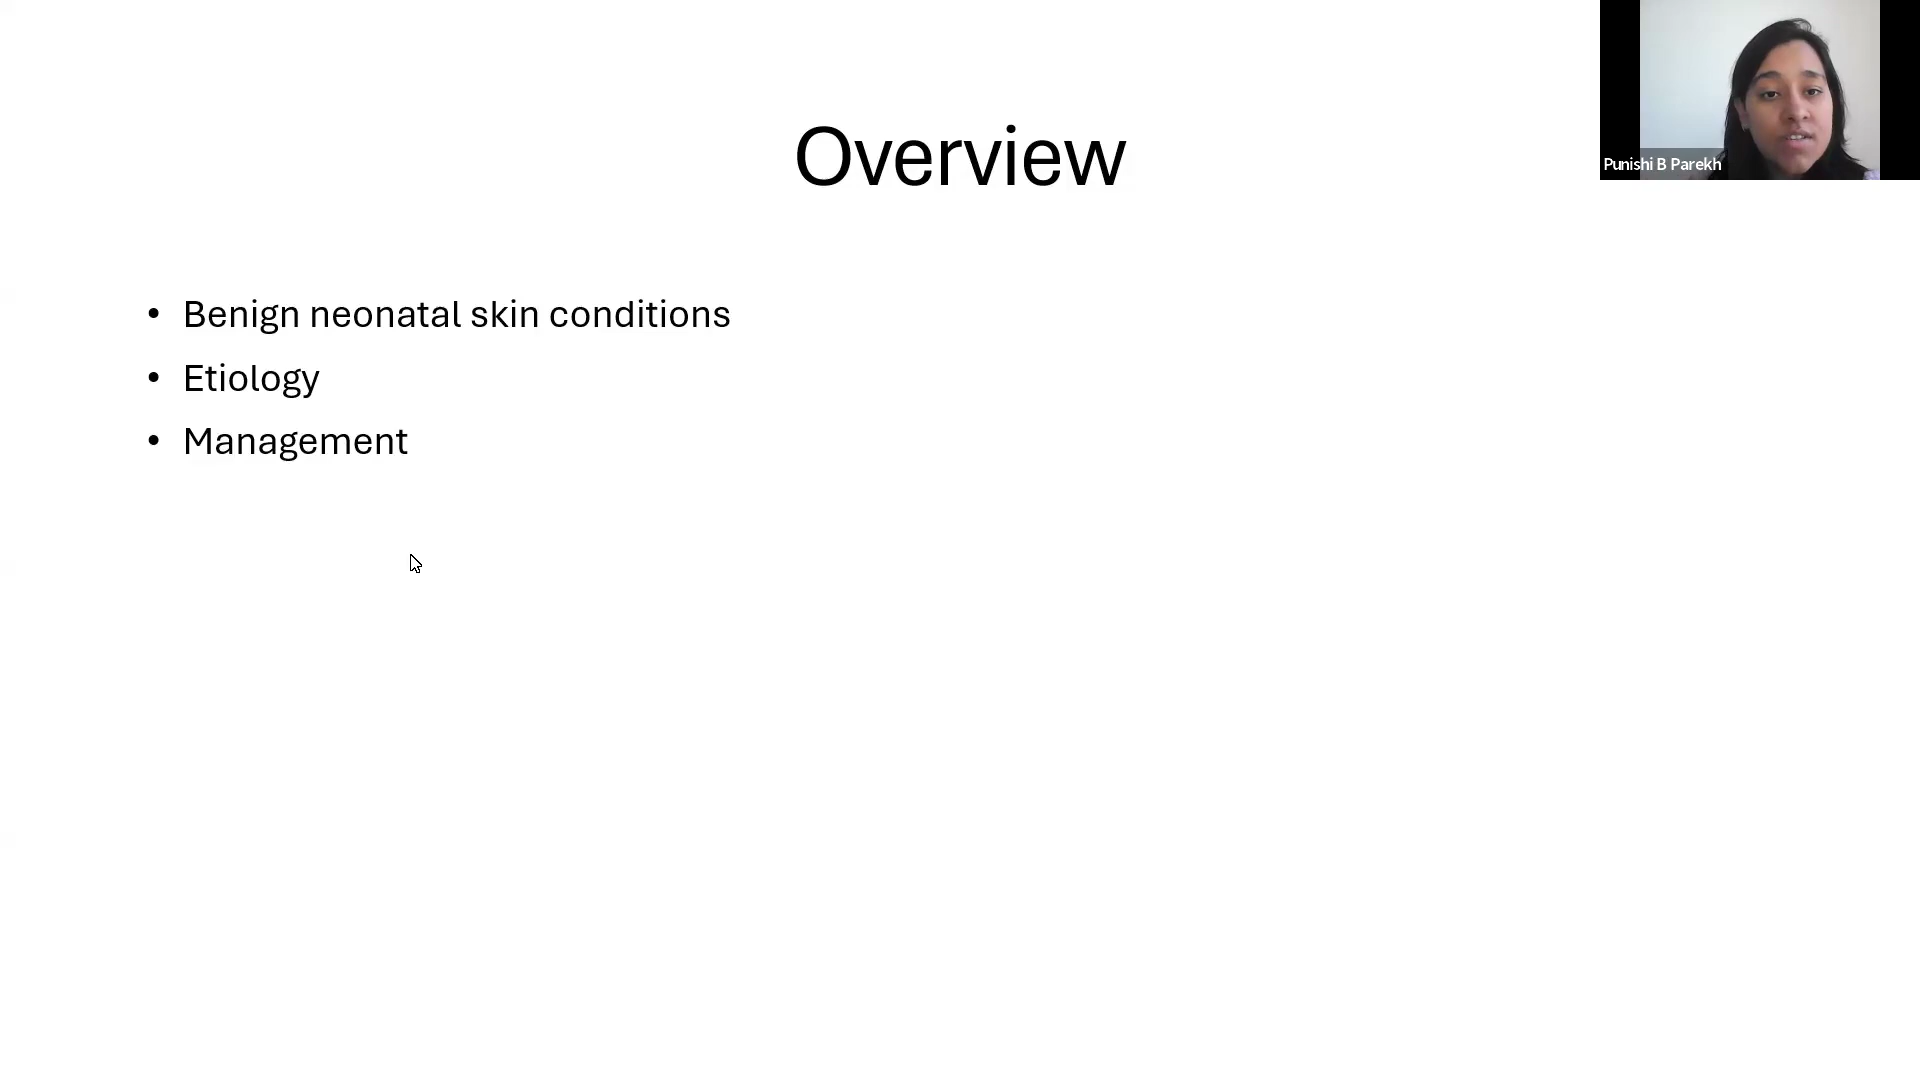 Overview
Punishi B Parekh
• Benign neonatal skin conditions
• Etiology
• Management